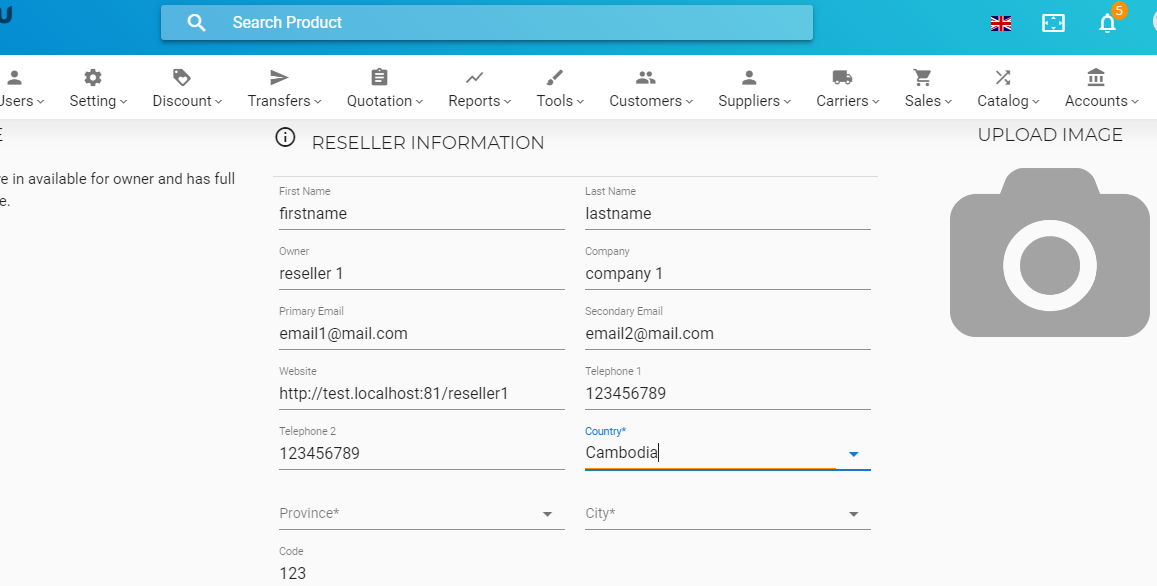 Search Product
5
Setting
Discount
Transfers
Quotation
Reports
Tools
Customers
Suppliers
Carriers
Sales
Catalog
Accounts
RESELLER INFORMATION
UPLOAD IMAGE
in available for owner and has full
First Name
Last Name
firstname
lastname
Owner
Company
reseller 1
company 1
Primary Email
Secondary Email
email1@mail.com
email2@mail.com
Website
Telephone 1
http://test.localhost:81/reseller1
123456789
Telephone 2
Country*
123456789
Cambodia
Province*
City*
Code
123